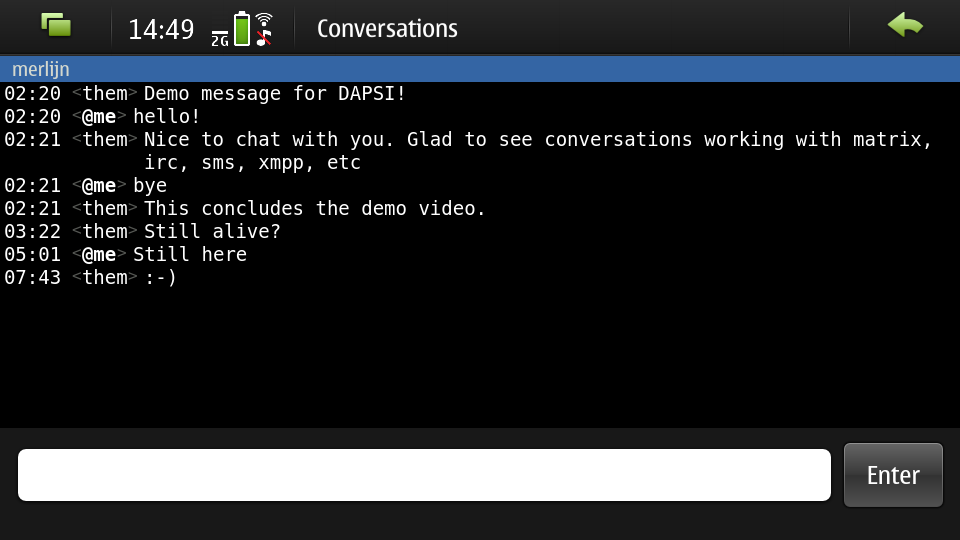 14:49 2G Conversations
merlijn
02:20 <them> Demo message for DAPSI!
02:20 <@me> hello!
02:21 <them> Nice to chat with you. Glad to see conversations working with matrix,
irc, sms, xmpp, etc
02:21 <@me> bye
02:21 <them> This concludes the demo video.
03:22 <them> Still alive?
05:01 <@me> Still here
07:43 <them> :-)
Enter